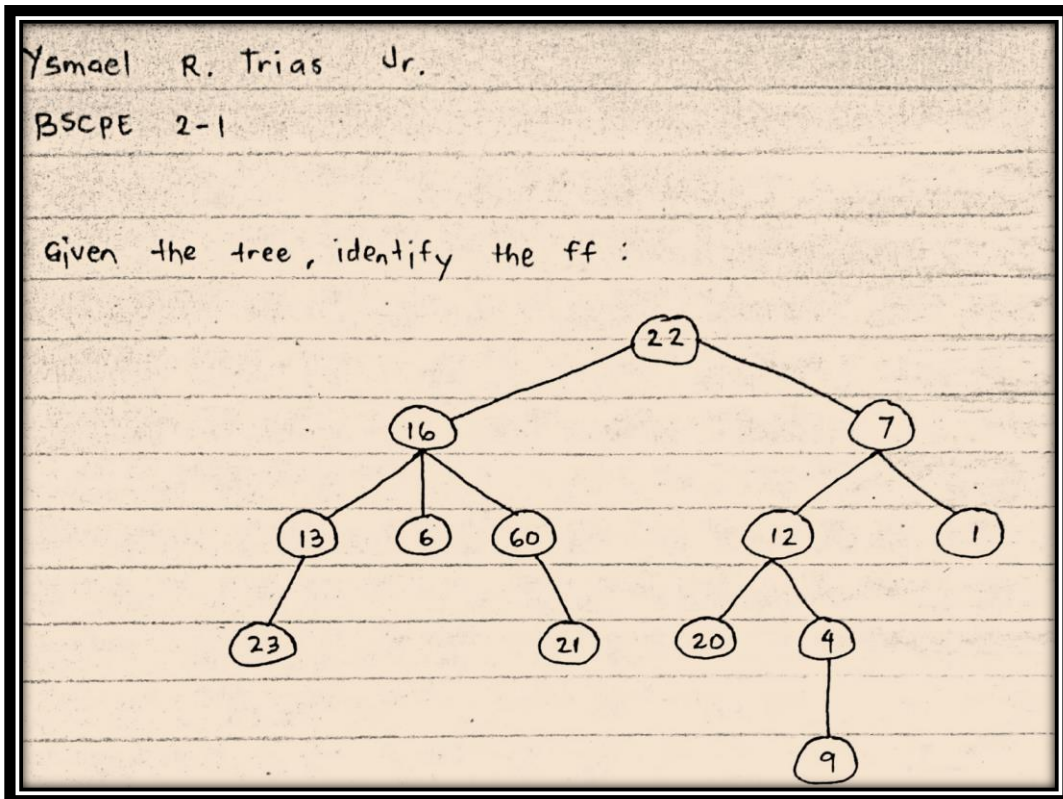 Ysmael R. Trias Jr.
BSCPE 2-1
Given the tree, identify the ff :
22
16 7
13 6 60 12 1
23 21 20 4
9